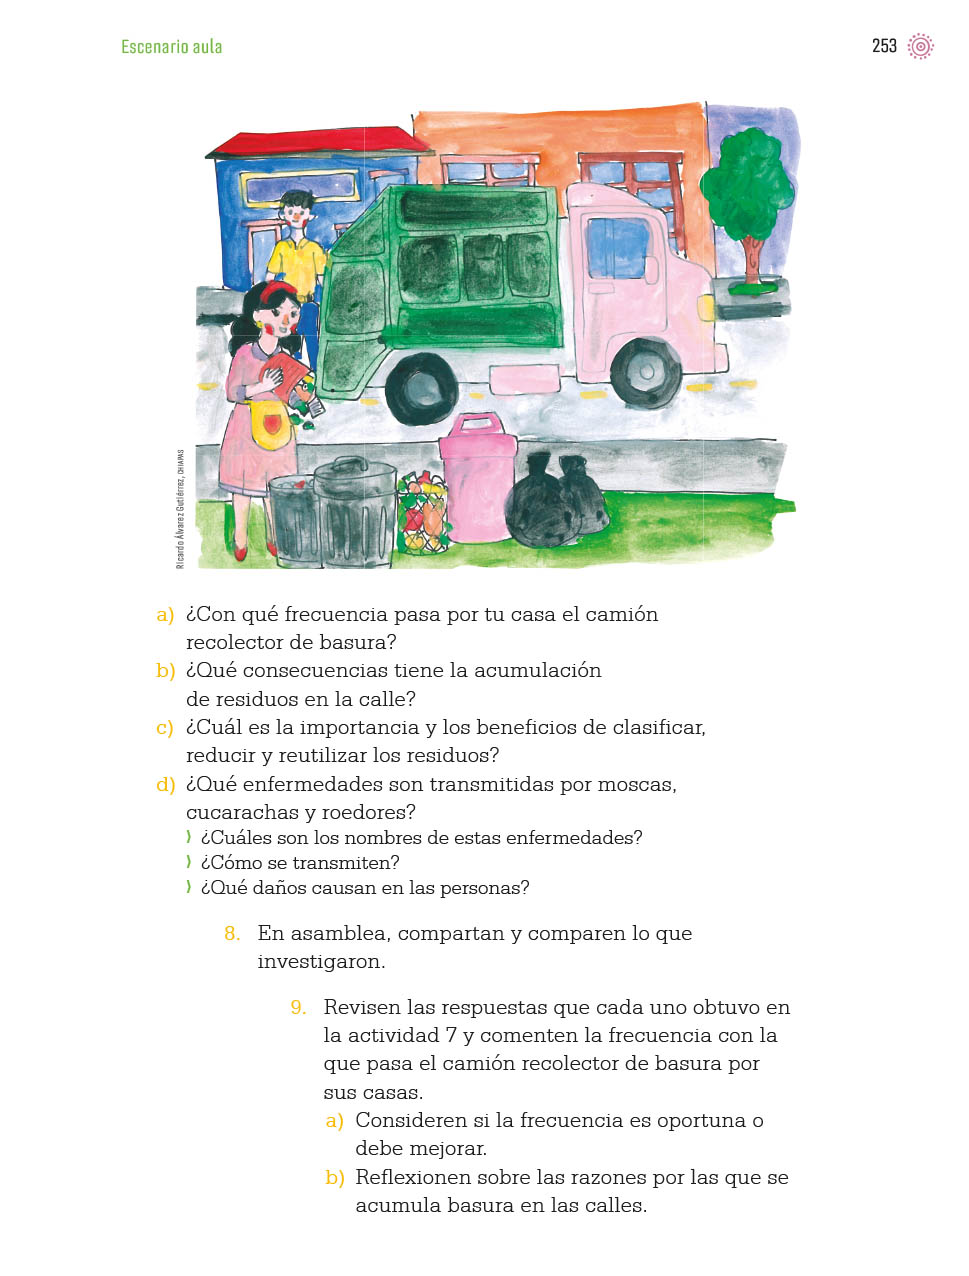 Escenario aula
253
Ricardo Álvarez Gutiérrez, CHIAPAS
a) ¿Con qué frecuencia pasa por tu casa el camión
recolector de basura?
b) ¿Qué consecuencias tiene la acumulación
de residuos en la calle?
c) ¿Cuál es la importancia y los beneficios de clasificar,
reducir y reutilizar los residuos?
d) ¿Qué enfermedades son transmitidas por moscas,
cucarachas y roedores?
⟩ ¿Cuáles son los nombres de estas enfermedades?
⟩ ¿Cómo se transmiten?
⟩ ¿Qué daños causan en las personas?
8. En asamblea, compartan y comparen lo que
investigaron.
9. Revisen las respuestas que cada uno obtuvo en
la actividad 7 y comenten la frecuencia con la
que pasa el camión recolector de basura por
sus casas.
a) Consideren si la frecuencia es oportuna o
debe mejorar.
b) Reflexionen sobre las razones por las que se
acumula basura en las calles.